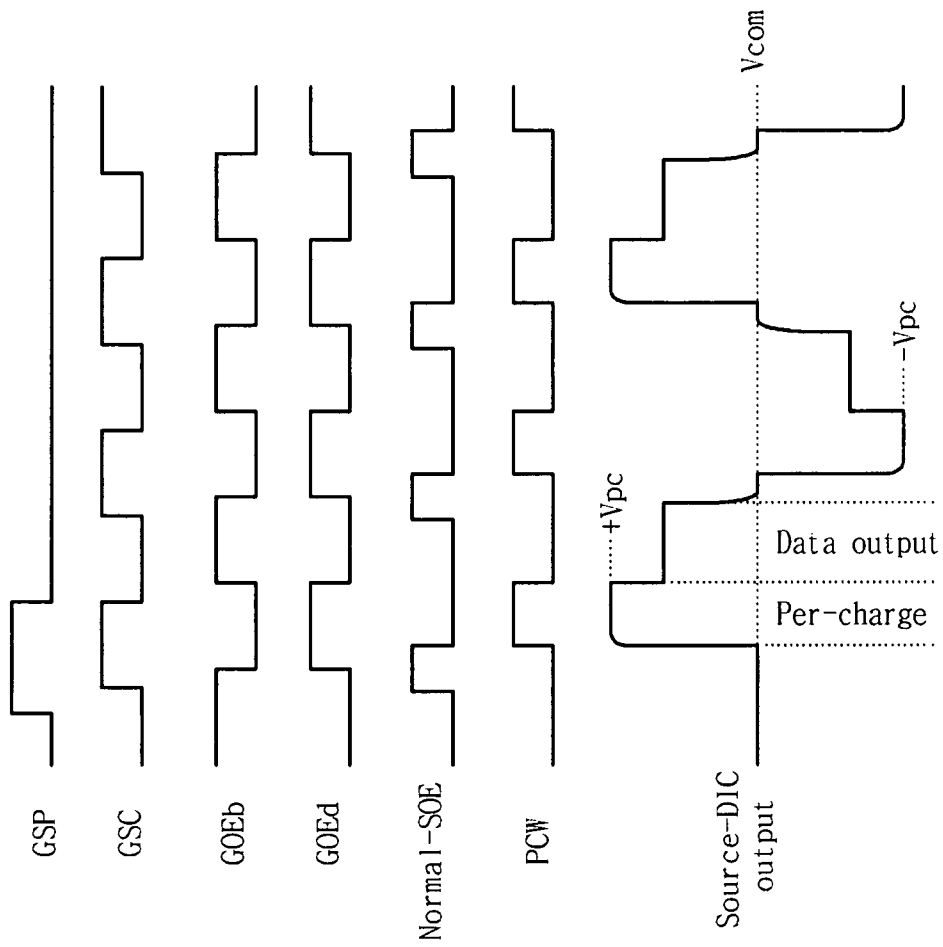 GSP
GSC
GOEb
GOEd
Normal-SOE
PCW
Source-DIC
output
Vcom
+Vpc
-Vpc
Per-charge
Data output